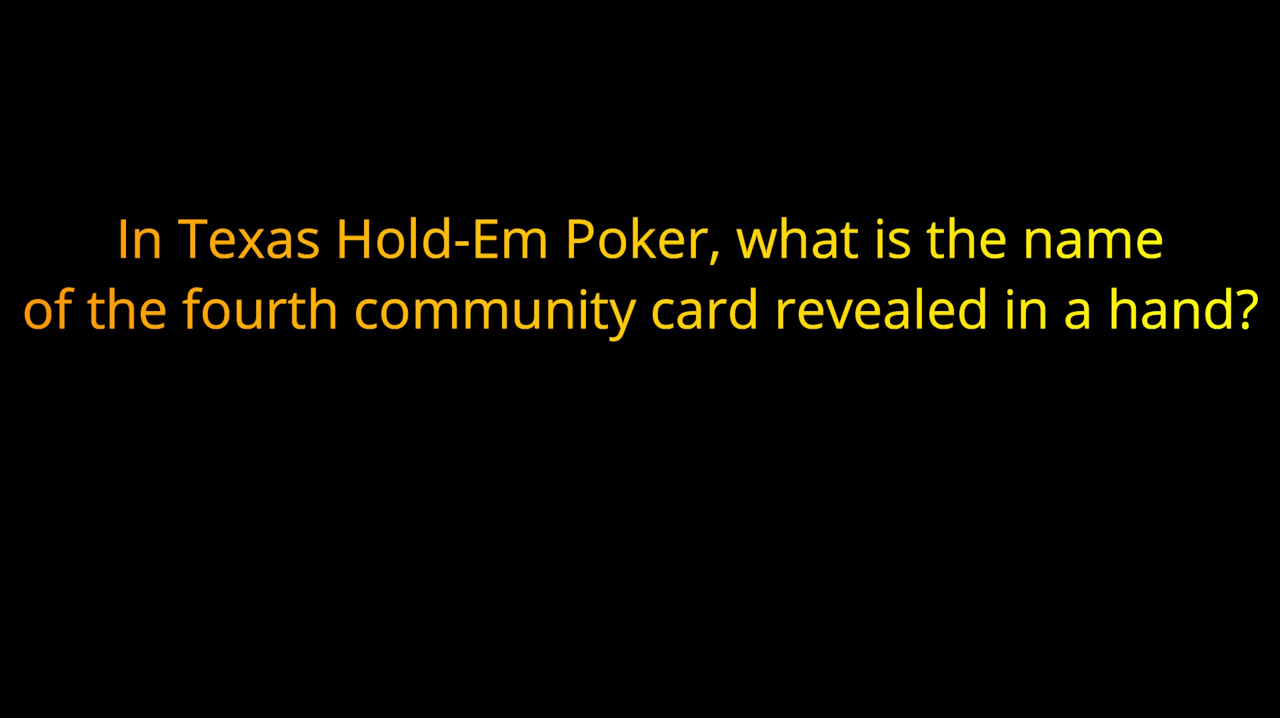 In Texas Hold-Em Poker, what is the name
of the fourth community card revealed in a hand?